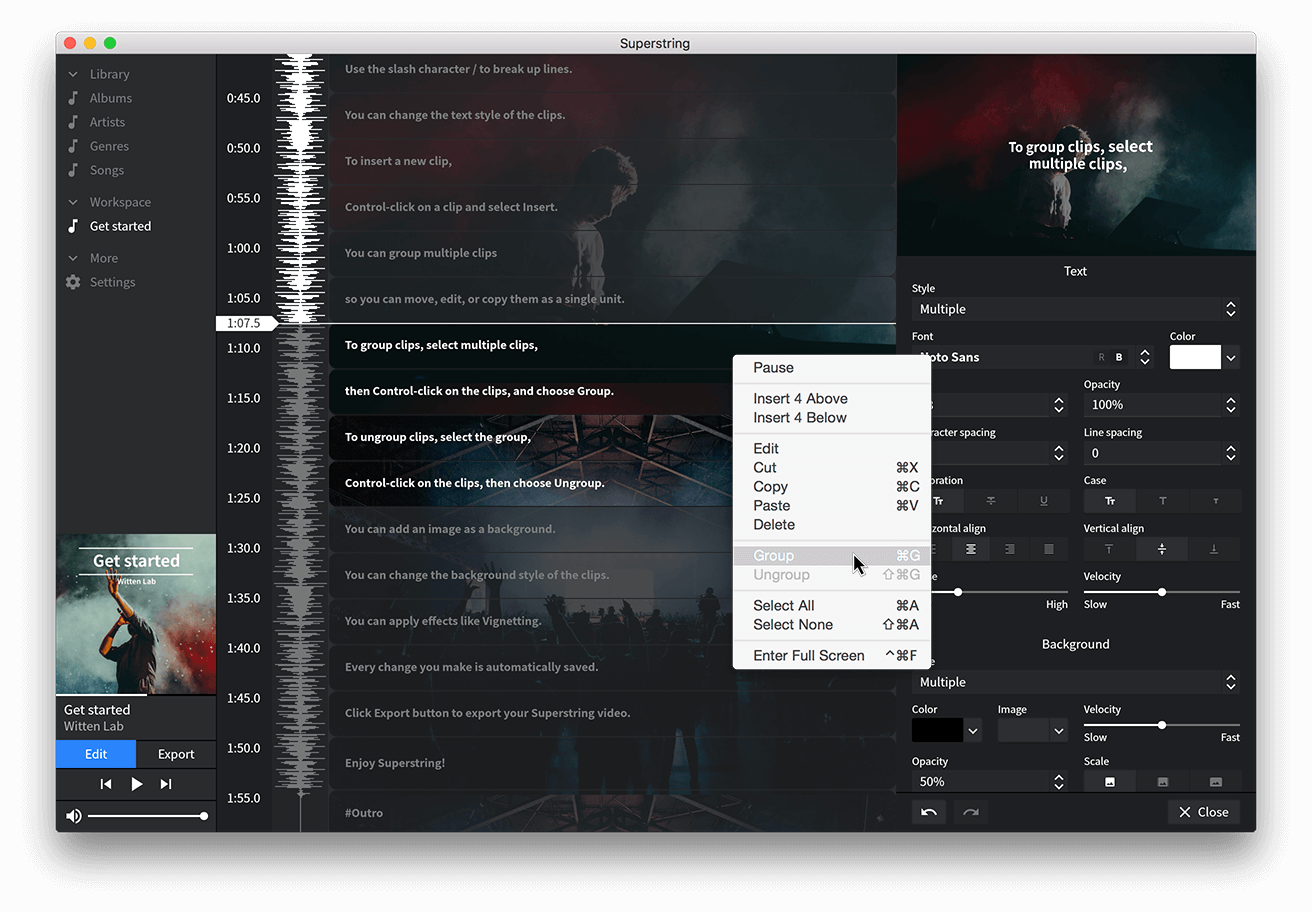 Superstring
Library
Albums
Artists
Genres
Songs
Workspace
Get started
More
Settings
Get started
Witten Lab
Get started
Witten Lab
Edit
Export
0:45.0
0:50.0
0:55.0
1:00.0
1:05.0
1:07.5
1:10.0
1:15.0
1:20.0
1:25.0
1:30.0
1:35.0
1:40.0
1:45.0
1:50.0
1:55.0
Use the slash character / to break up lines.
You can change the text style of the clips.
To insert a new clip,
Control-click on a clip and select Insert.
You can group multiple clips
so you can move, edit, or copy them as a single unit.
To group clips, select multiple clips,
then Control-click on the clips, and choose Group.
To ungroup clips, select the group,
Control-click on the clips, then choose Ungroup.
You can add an image as a background.
You can change the background style of the clips.
You can apply effects like Vignetting.
Every change you make is automatically saved.
Click Export button to export your Superstring video.
Enjoy Superstring!
#Outro
Pause
Insert 4 Above
Insert 4 Below
Edit
Cut ⌘X
Copy ⌘C
Paste ⌘V
Delete
Group ⌘G
Ungroup ⇧⌘G
Select All ⌘A
Select None ⇧⌘A
Enter Full Screen ^⌘F
To group clips, select
multiple clips,
Text
Style
Multiple
Font
Color
Noto Sans R B
Opacity
100%
racter spacing
Line spacing
0
oration
Case
Tr
U
Tr T T
zontal align
Vertical align
Velocity
High
Slow Fast
Background
Multiple
Color
Image
Velocity
Slow Fast
Opacity
Scale
50%
Close